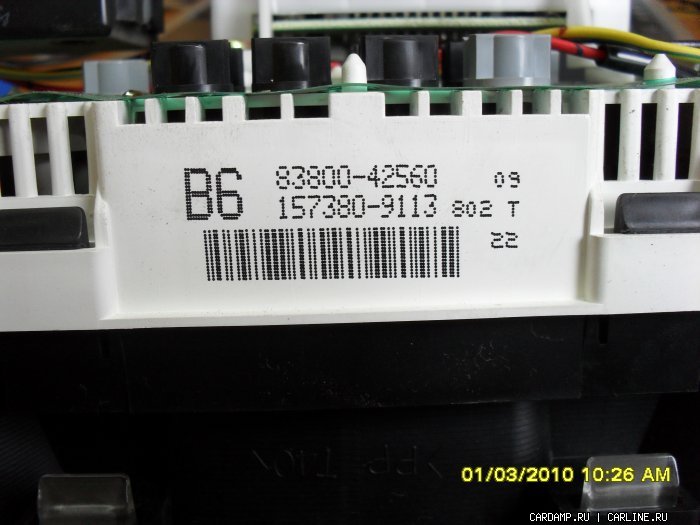 B6 83800-42560 09
157380-9113 802 T
22
01/03/2010 10:26 AM
CARDAMP.RU | CARLINE.RU